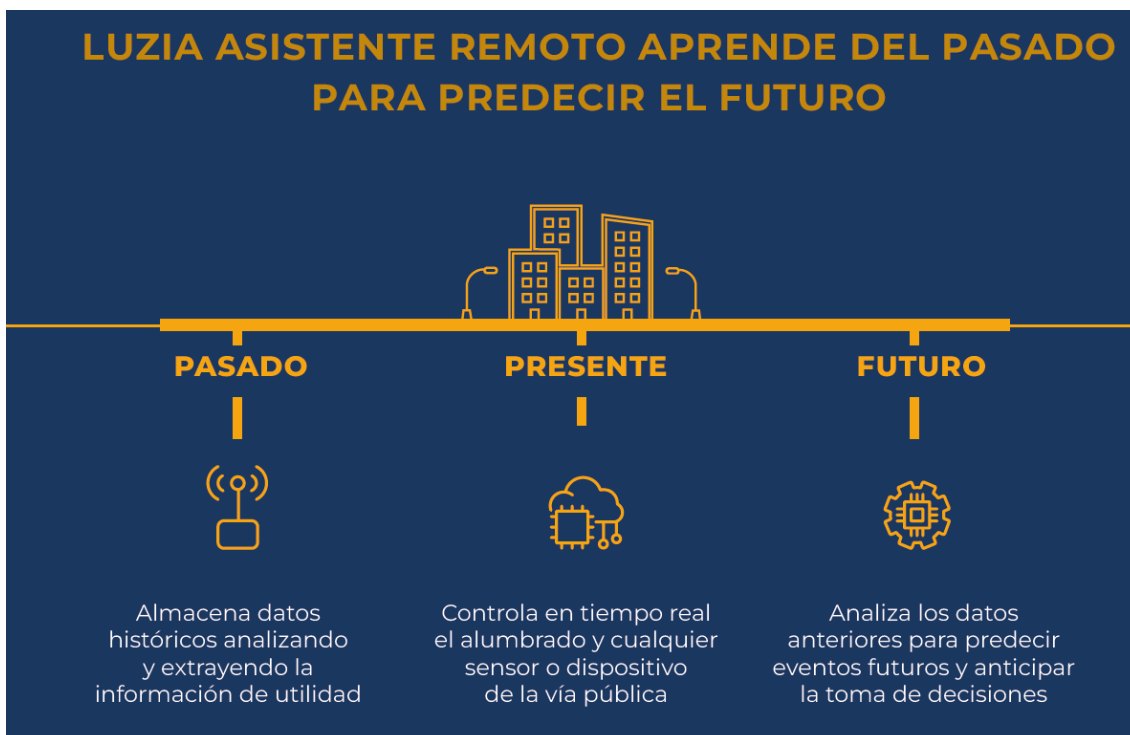 LUZIA ASISTENTE REMOTO APRENDE DEL PASADO
PARA PREDECIR EL FUTURO
PASADO
PRESENTE
FUTURO
Almacena datos
históricos analizando
y extrayendo la
información de utilidad
Controla en tiempo real
el alumbrado y cualquier
sensor o dispositivo
de la vía pública
Analiza los datos
anteriores para predecir
eventos futuros y anticipar
la toma de decisiones